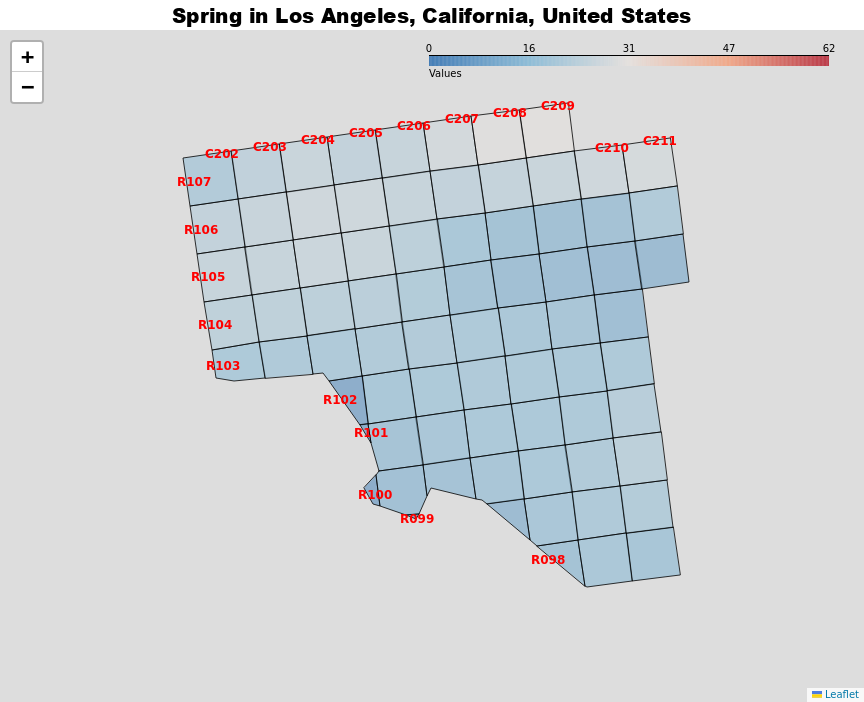 Spring in Los Angeles, California, United States
+
−
0 16 31 47 62
Values
C209
C208
C207
C206
C205
C204
C203
C202
C210
C211
R107
R106
R105
R104
R103
R102
R101
R100
R099
R098
Leaflet